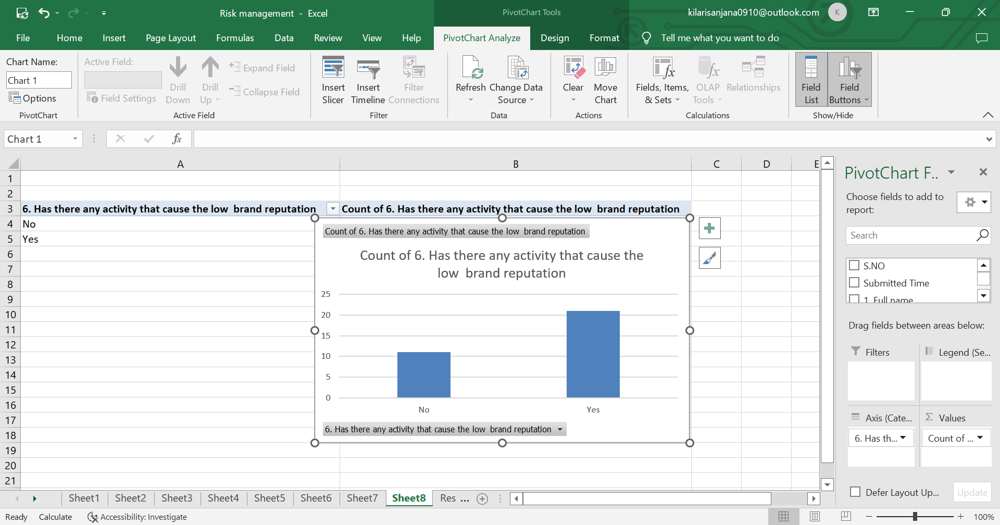 Risk management - Excel
PivotChart Tools
kilarisanjana0910@outlook.com
K
File
Home
Insert
Page Layout
Formulas
Data
Review
View
Help
PivotChart Analyze
Design
Format
Tell me what you want to do
Chart Name:
Chart 1
Options
PivotChart
Active Field:
Field Settings
Drill
Down
Drill
Up
Expand Field
Collapse Field
Active Field
Insert
Slicer
Insert
Timeline
Filter
Connections
Filter
Refresh
Change Data
Source
Data
Clear
Move
Chart
Actions
Fields, Items,
& Sets
OLAP
Tools
Relationships
Calculations
Field
List
Field
Buttons
Show/Hide
Chart 1
fx
A
B
C
D
E
1
2
3
6. Has there any activity that cause the low  brand reputation
Count of 6. Has there any activity that cause the low  brand reputation
4
No
5
Yes
6
7
8
9
10
11
12
13
14
15
16
17
18
19
20
21
Count of 6. Has there any activity that cause the low  brand reputation
Count of 6. Has there any activity that cause the
low  brand reputation
25
20
15
10
5
0
No
Yes
6. Has there any activity that cause the low  brand reputation
PivotChart F..
Choose fields to add to
report:
Search
S.NO
Submitted Time
1. Full name
Drag fields between areas below:
Filters
Legend (Se...
Axis (Cate...
Σ Values
6. Has th...
Count of ...
Defer Layout Up...
Update
Sheet1
Sheet2
Sheet3
Sheet4
Sheet5
Sheet6
Sheet7
Sheet8
Res ...
Ready
Calculate
Accessibility: Investigate
100%